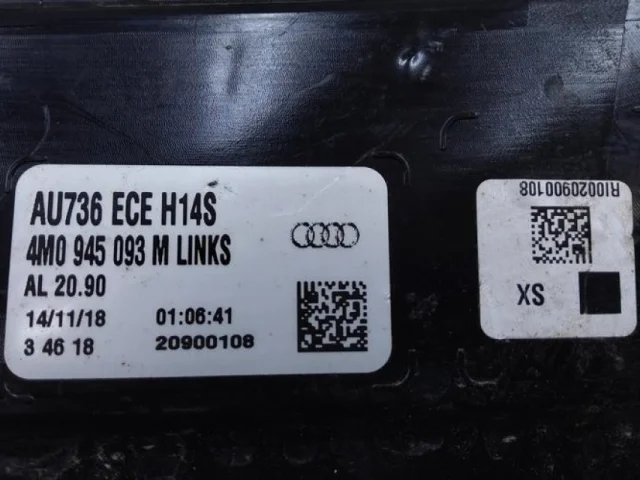 AU736 ECE H14S
4M0 945 093 M LINKS
AL 20.90
14/11/18 01:06:41
3 46 18 20900108
RI0020900108
SX